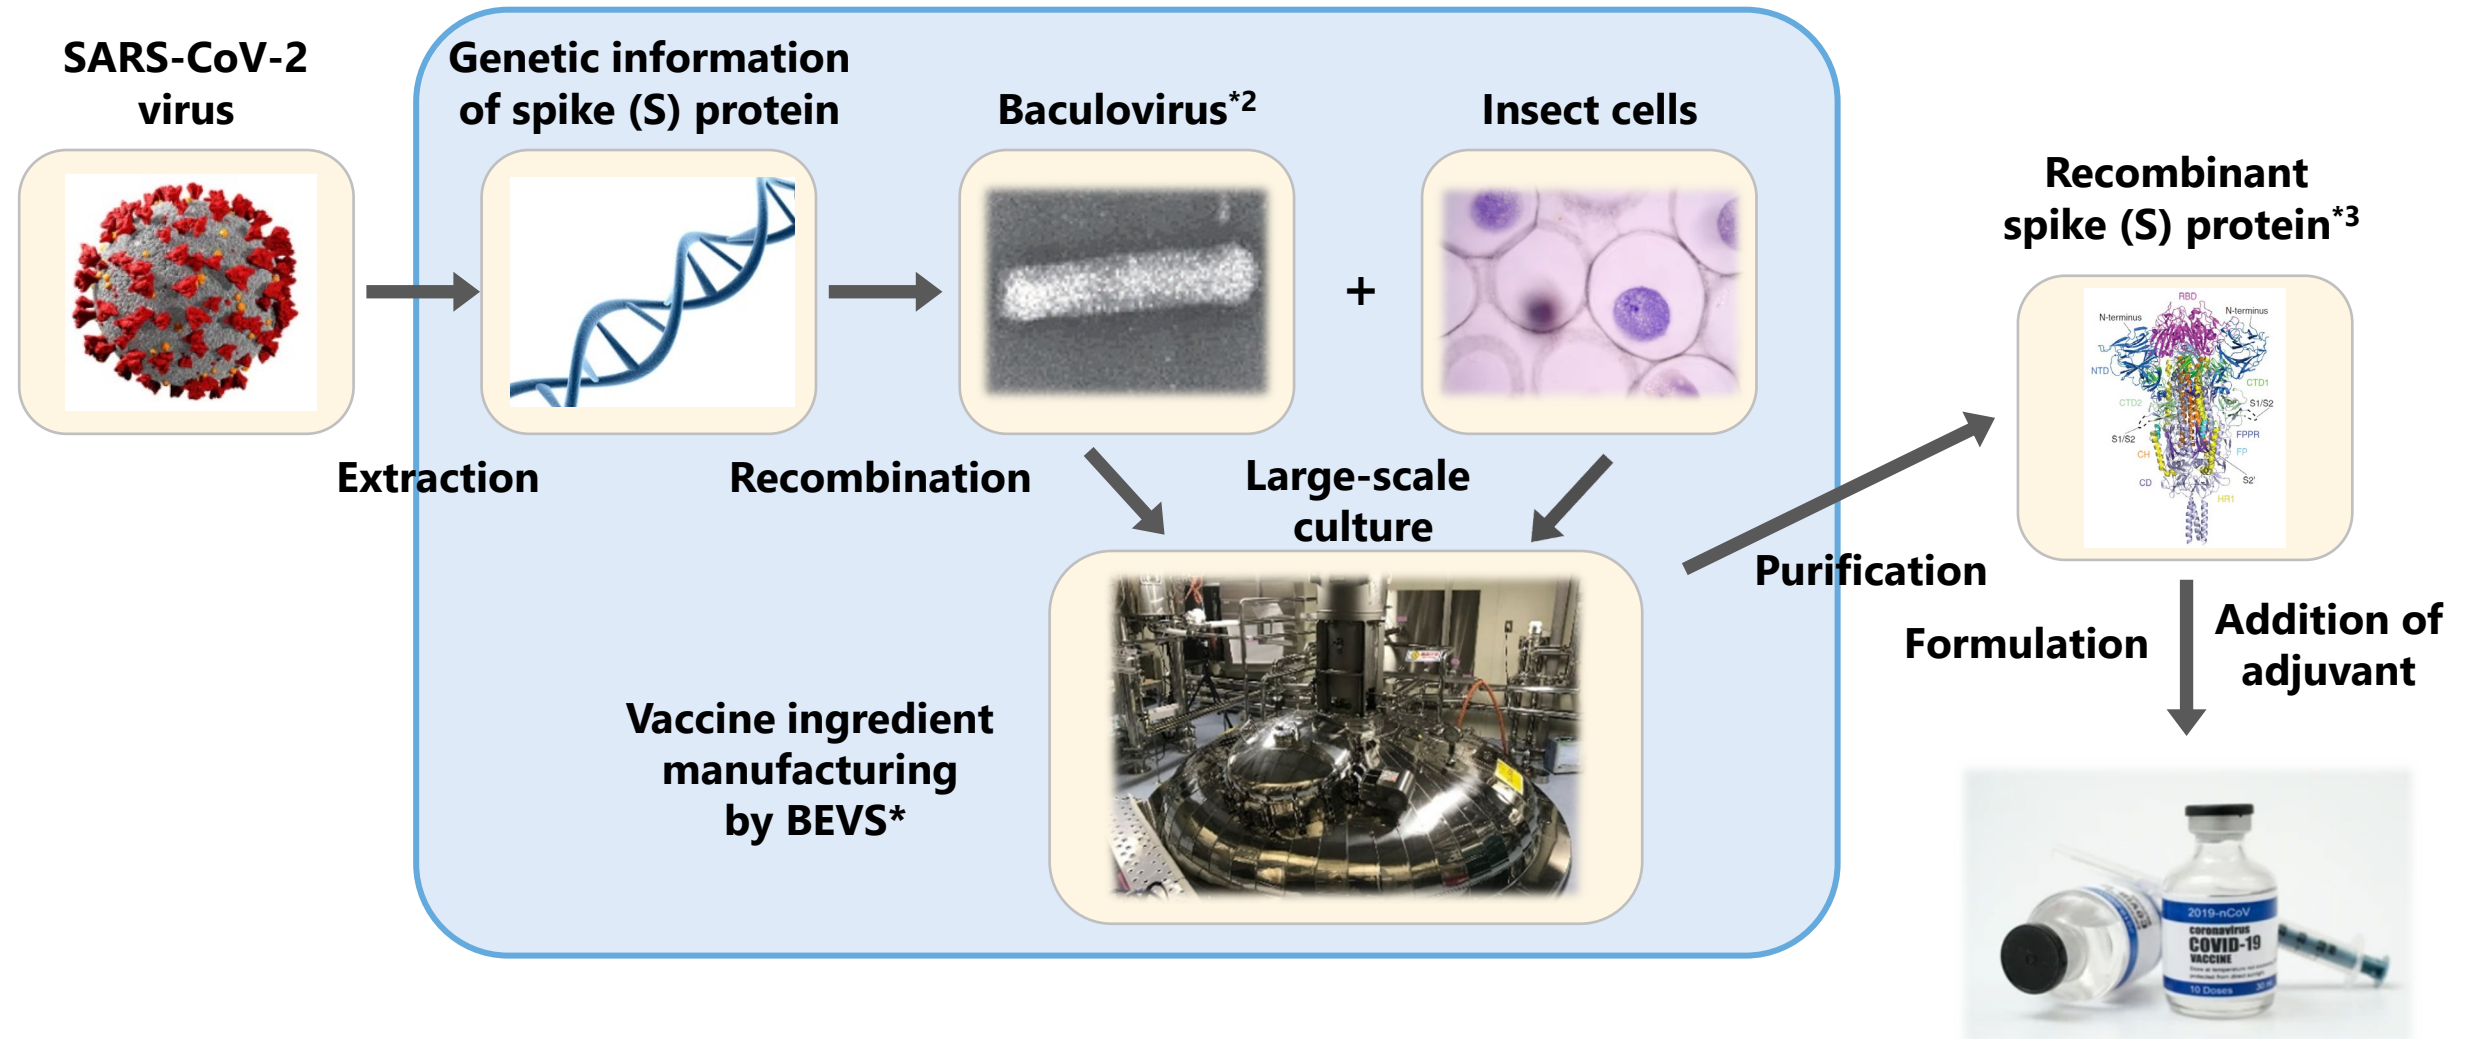 SARS-CoV-2
virus
Genetic information
of spike (S) protein
Baculovirus*2
Insect cells
+
Extraction
Recombination
Large-scale
culture
Vaccine ingredient
manufacturing
by BEVS*
Purification
Recombinant
spike (S) protein*3
RBD
N-terminus
N-terminus
NTD
CTD1
CTD2
S1/S2
S1/S2
FPPR
CH
FP
CD
S2'
HR1
Formulation
Addition of
adjuvant
2019-nCoV
coronavirus
COVID-19
VACCINE
10 Doses